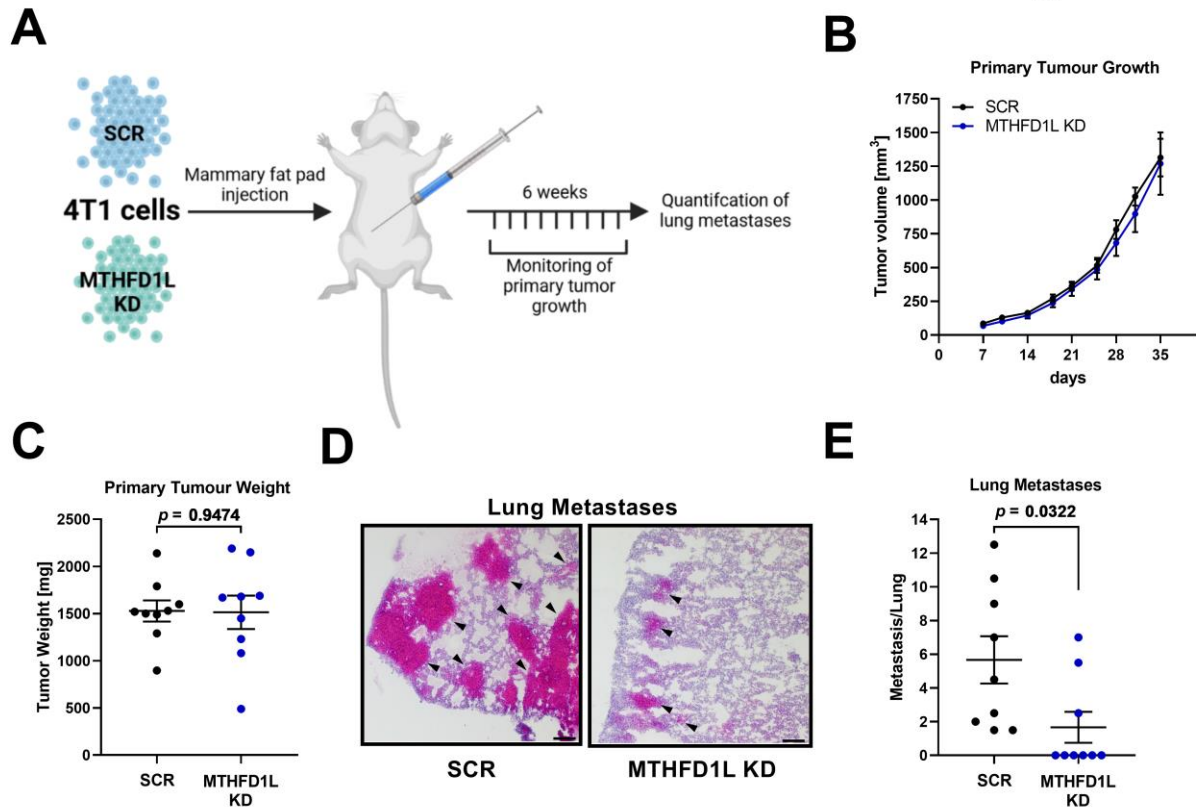 A
SCR
4T1 cells
MTHFD1L
KD
Mammary fat pad
injection
6 weeks
Monitoring of
primary tumor
growth
Quantifcation of
lung metastases
B
Primary Tumour Growth
SCR
MTHFD1L KD
Tumor volume [mm³]
1750
1500
1250
1000
750
500
250
0
0 7 14 21 28 35
days
C
Primary Tumour Weight
p = 0.9474
Tumor Weight [mg]
2500
2000
1500
1000
500
0
SCR
MTHFD1L
KD
D
Lung Metastases
SCR
MTHFD1L KD
E
Lung Metastases
p = 0.0322
Metastasis/Lung
14
12
10
8
6
4
2
0
SCR
MTHFD1L
KD